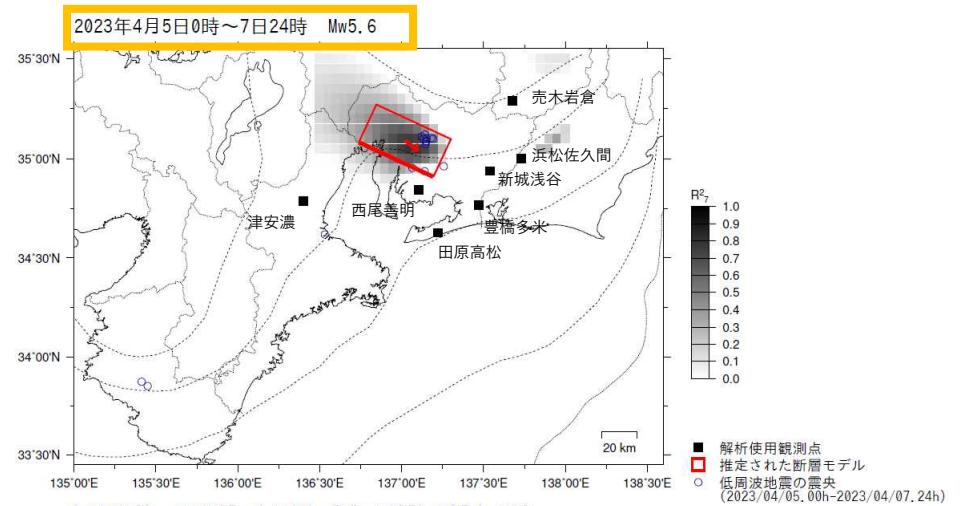 2023年4月5日0時～7日24時　Mw5.6
35˚30'N
売木岩倉
35˚00'N
浜松佐久間
新城浅谷
西尾善明
津安濃
豊橋多米
田原高松
34˚30'N
34˚00'N
33˚30'N
20 km
135˚00'E
135˚30'E
136˚00'E
136˚30'E
137˚00'E
137˚30'E
138˚00'E
138˚30'E
R²₇
1.0
0.9
0.8
0.7
0.6
0.5
0.4
0.3
0.2
0.1
0.0
解析使用観測点
推定された断層モデル
低周波地震の震央
(2023/04/05.00h-2023/04/07.24h)